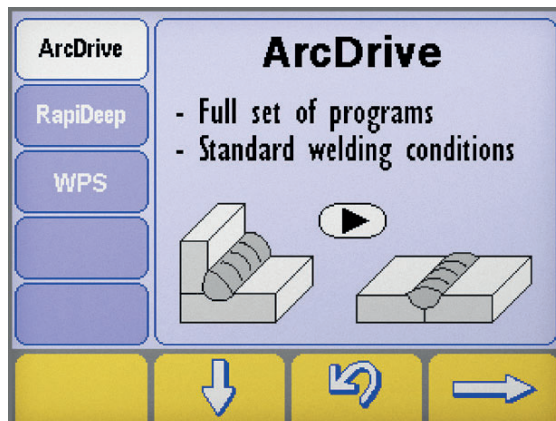 ArcDrive
RapiDeep
WPS
ArcDrive
- Full set of programs
- Standard welding conditions